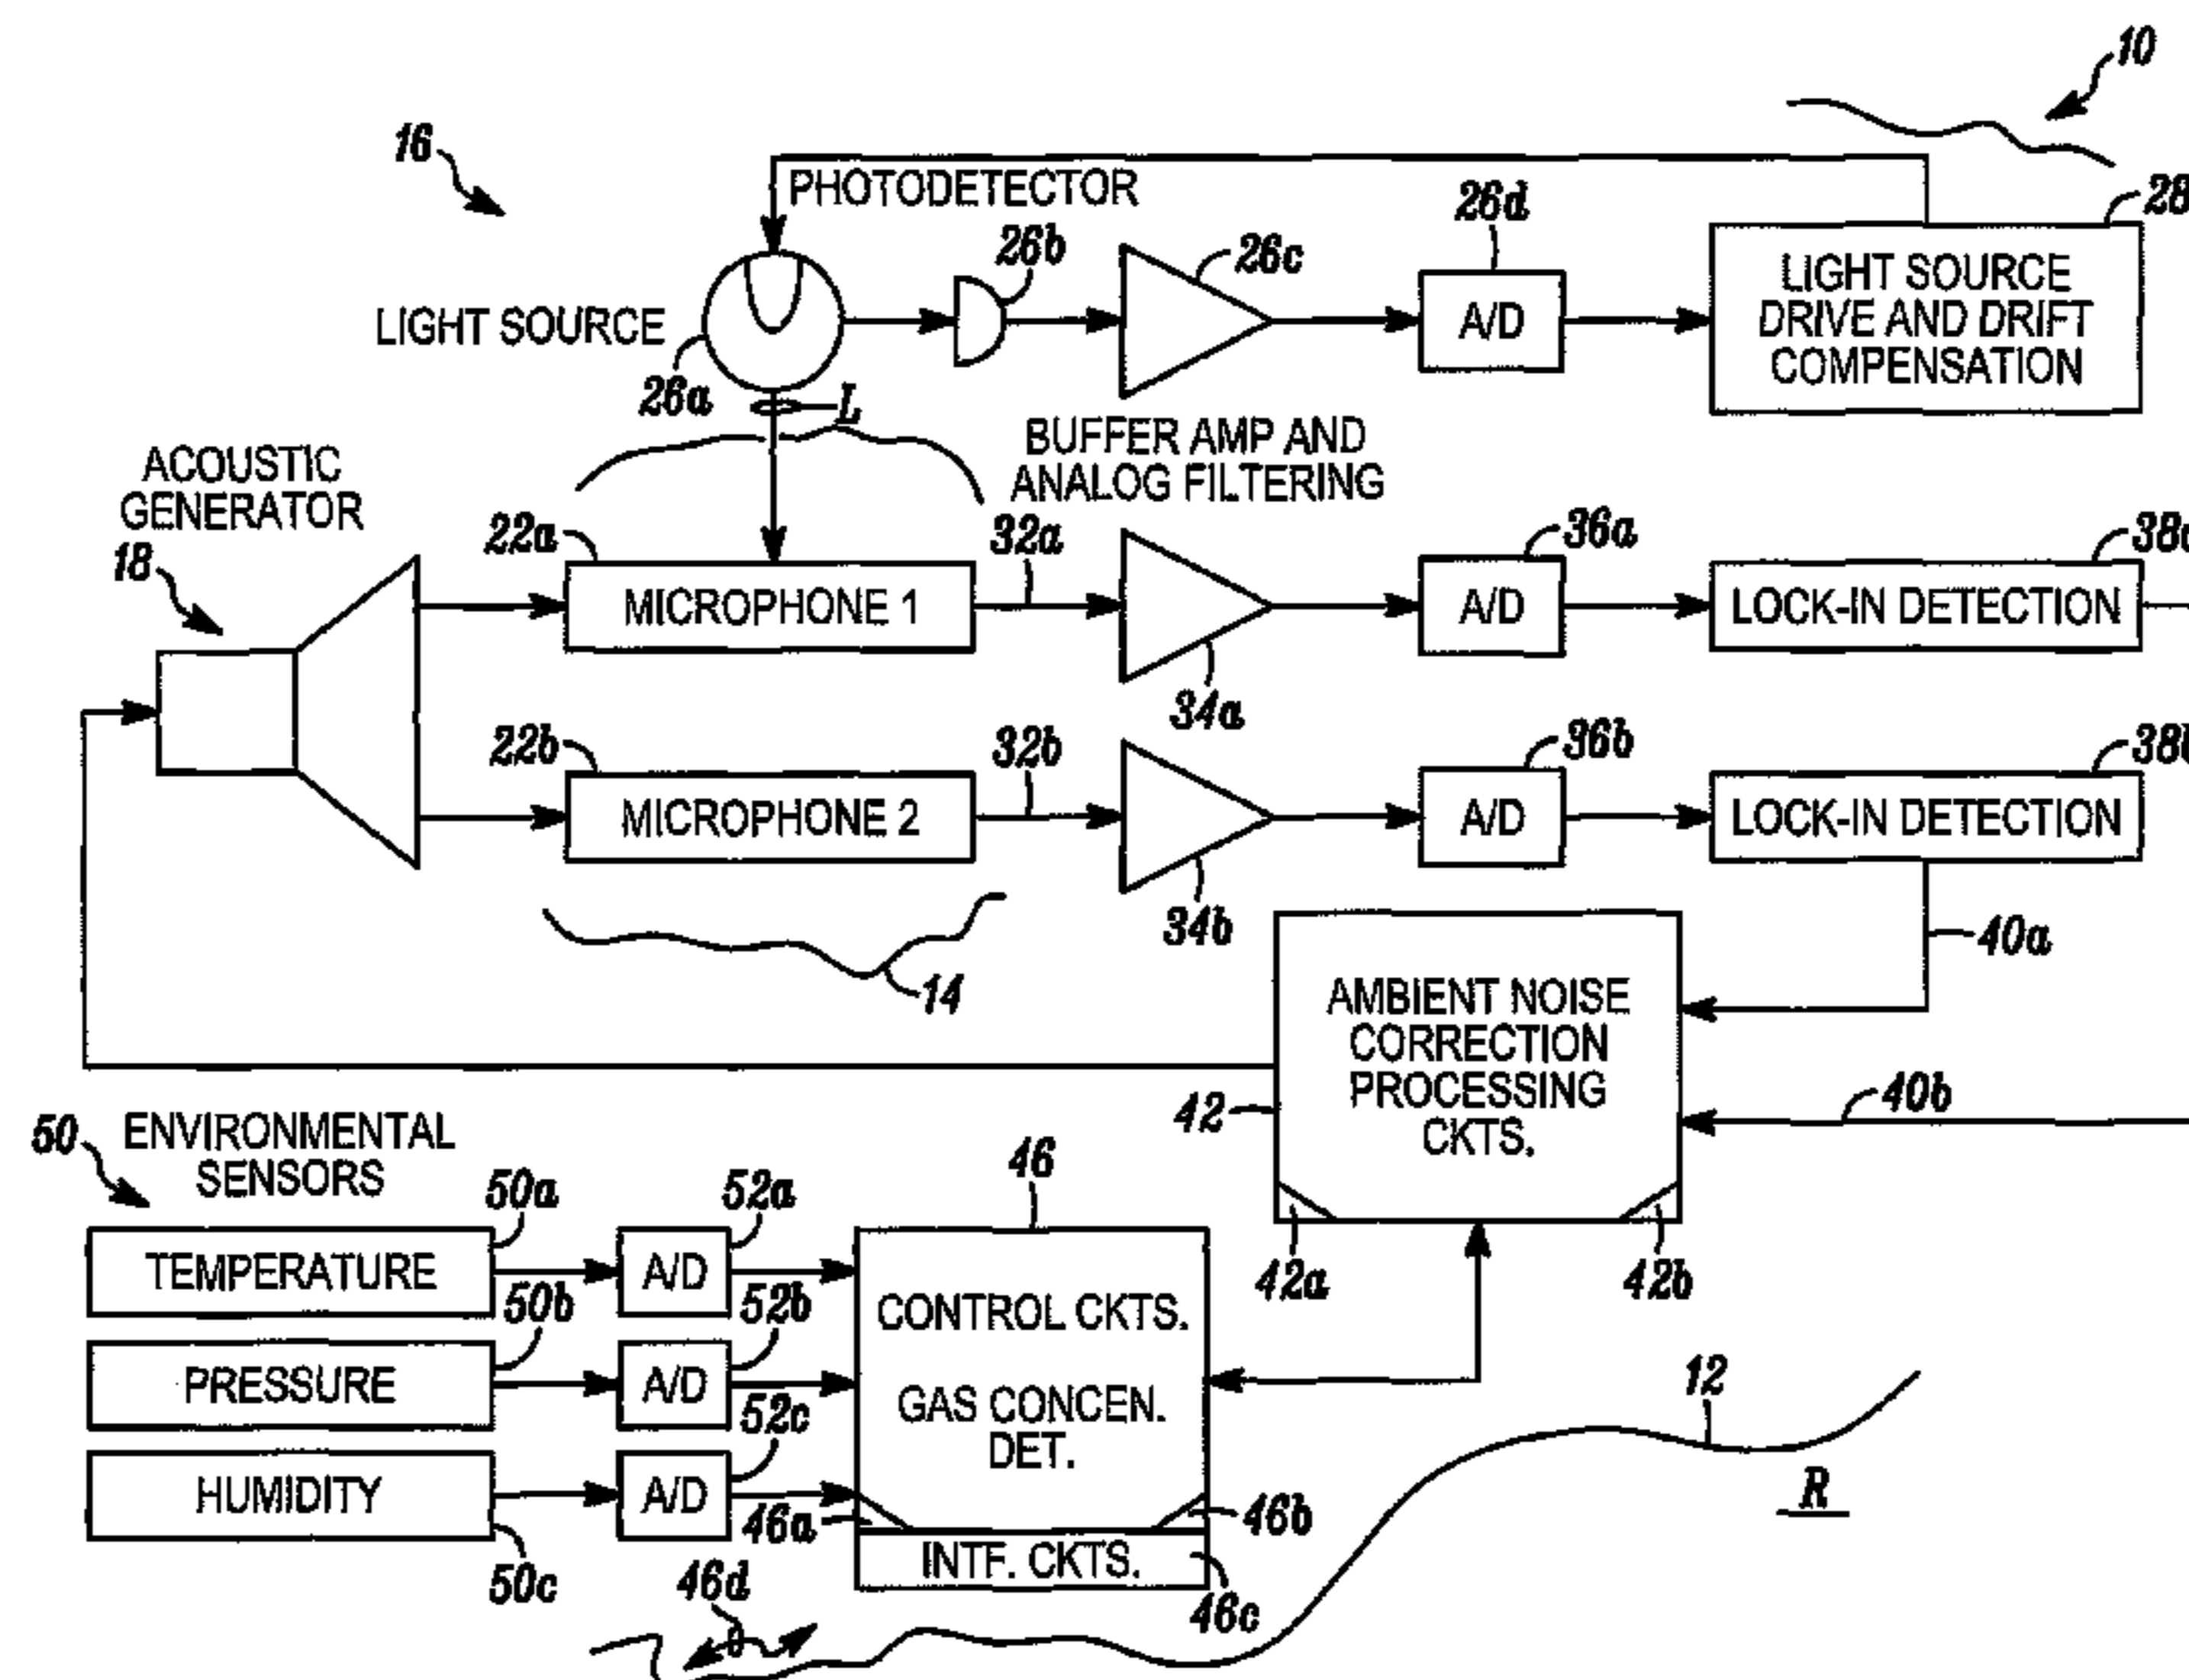 10
16
PHOTODETECTOR
26d
28
26b
26c
LIGHT SOURCE
DRIVE AND DRIFT
COMPENSATION
LIGHT SOURCE
A/D
26a
L
BUFFER AMP AND
ANALOG FILTERING
ACOUSTIC
GENERATOR
18
22a
32a
36a
MICROPHONE 1
A/D
LOCK-IN DETECTION
34a
22b
32b
36b
MICROPHONE 2
A/D
LOCK-IN DETECTION
34b
14
40a
AMBIENT NOISE
CORRECTION
PROCESSING
CKTS.
42
40b
42a
42b
50
ENVIRONMENTAL
SENSORS
50a
52a
46
TEMPERATURE
A/D
50b
52b
CONTROL CKTS.
PRESSURE
A/D
52c
GAS CONCEN.
DET.
12
R
HUMIDITY
A/D
46a
46b
INTF. CKTS.
50c
46d
46c